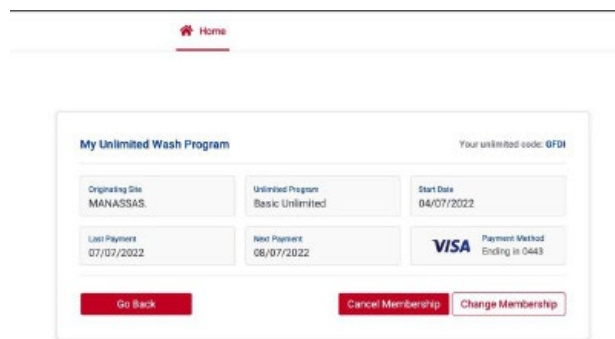 Home
My Unlimited Wash Program
Your unlimited code: GFDI
Originating Site
Unlimited Program
Start Date
MANASSAS.
Basic Unlimited
04/07/2022
Last Payment
Next Payment
VISA
Payment Method
07/07/2022
08/07/2022
Ending in 0443
Go Back
Cancel Membership
Change Membership